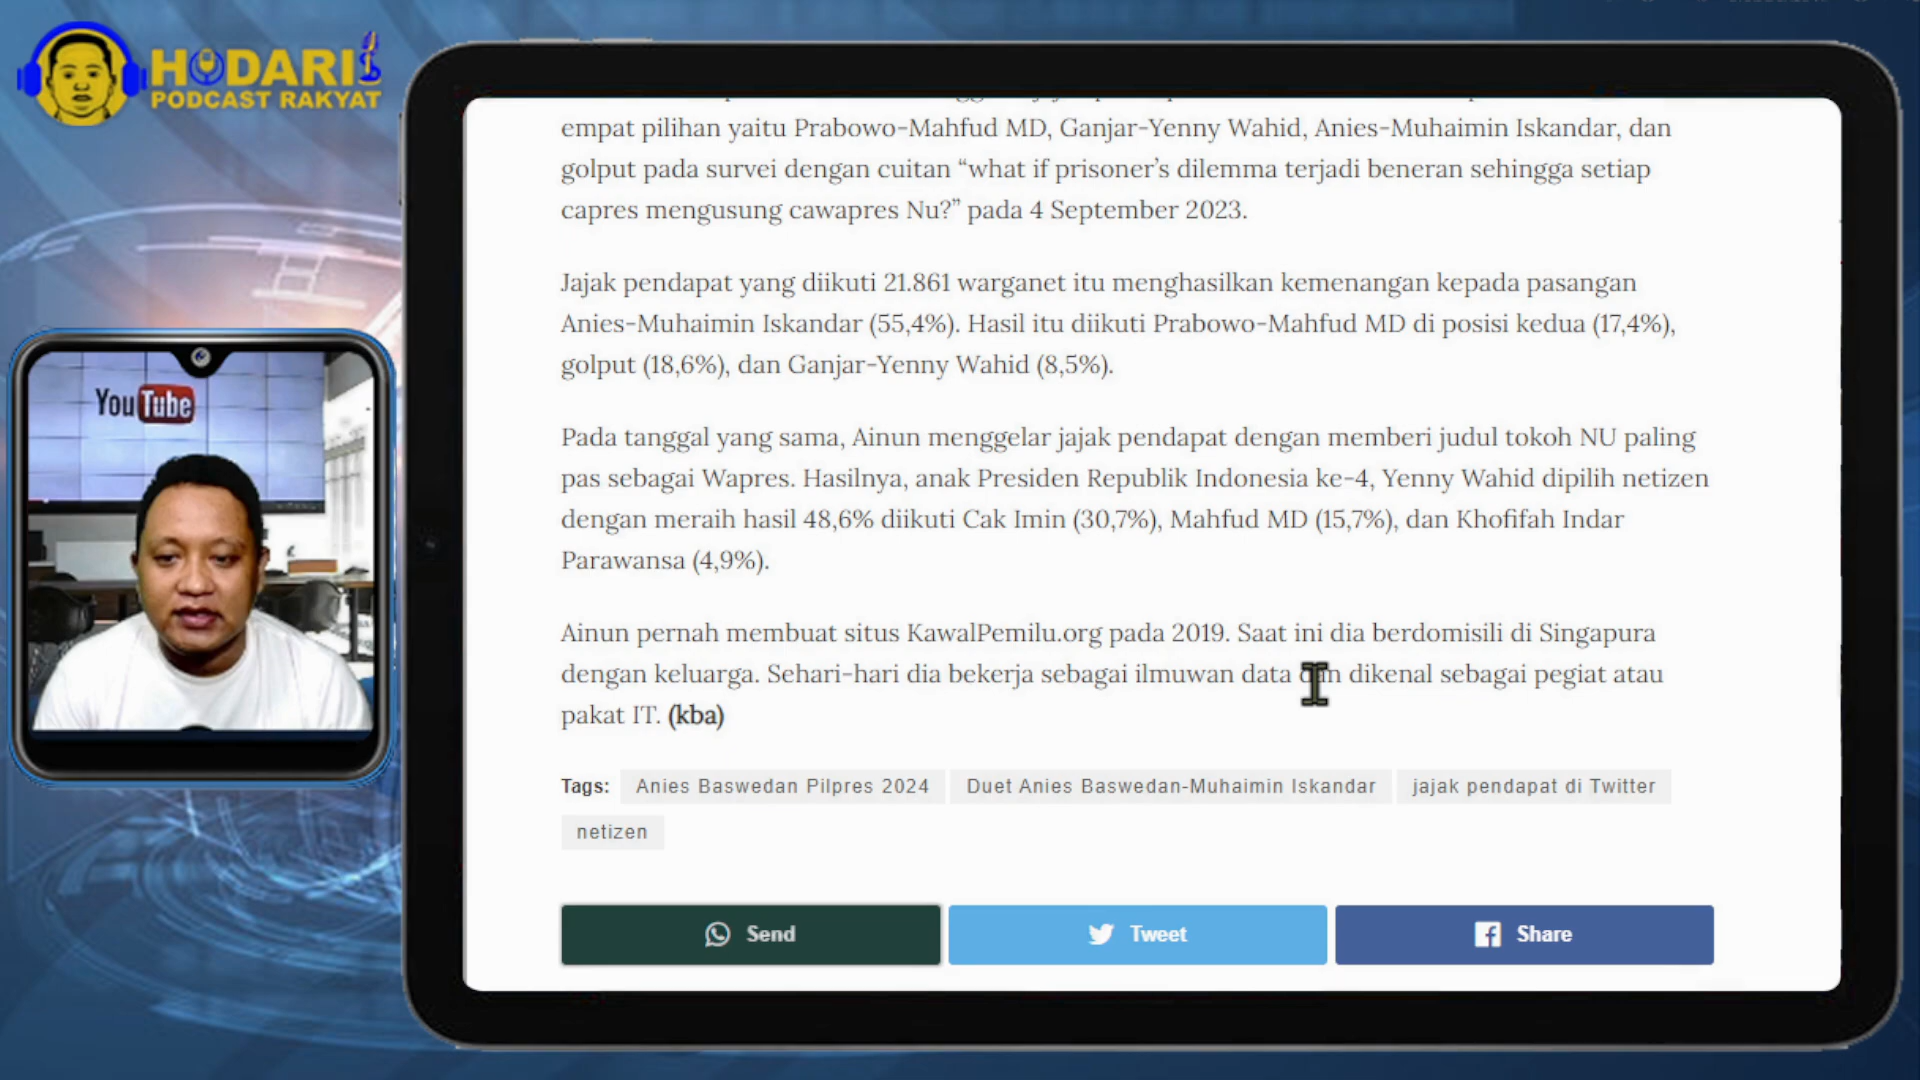 HODARI
PODCAST RAKYAT
empat pilihan yaitu Prabowo-Mahfud MD, Ganjar-Yenny Wahid, Anies-Muhaimin Iskandar, dan
golput pada survei dengan cuitan “what if prisoner’s dilemma terjadi beneran sehingga setiap
capres mengusung cawapres Nu?” pada 4 September 2023.
Jajak pendapat yang diikuti 21.861 warganet itu menghasilkan kemenangan kepada pasangan
Anies-Muhaimin Iskandar (55,4%). Hasil itu diikuti Prabowo-Mahfud MD di posisi kedua (17,4%),
golput (18,6%), dan Ganjar-Yenny Wahid (8,5%).
Pada tanggal yang sama, Ainun menggelar jajak pendapat dengan memberi judul tokoh NU paling
pas sebagai Wapres. Hasilnya, anak Presiden Republik Indonesia ke-4, Yenny Wahid dipilih netizen
dengan meraih hasil 48,6% diikuti Cak Imin (30,7%), Mahfud MD (15,7%), dan Khofifah Indar
Parawansa (4,9%).
Ainun pernah membuat situs KawalPemilu.org pada 2019. Saat ini dia berdomisili di Singapura
dengan keluarga. Sehari-hari dia bekerja sebagai ilmuwan data dan dikenal sebagai pegiat atau
pakat IT. (kba)
Tags: Anies Baswedan Pilpres 2024 Duet Anies Baswedan-Muhaimin Iskandar jajak pendapat di Twitter
netizen
Send Tweet Share
YouTube